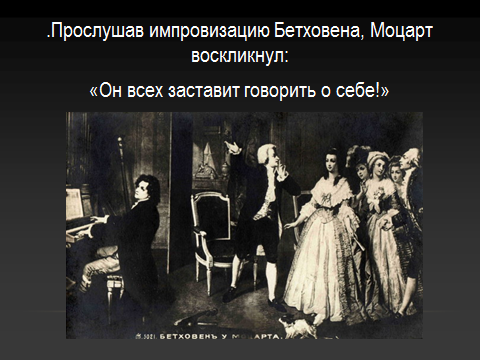 .Прослушав импровизацию Бетховена, Моцарт
воскликнул:
«Он всех заставит говорить о себе!»
БЕТХОВЕНЪ У МОЦАРТА.